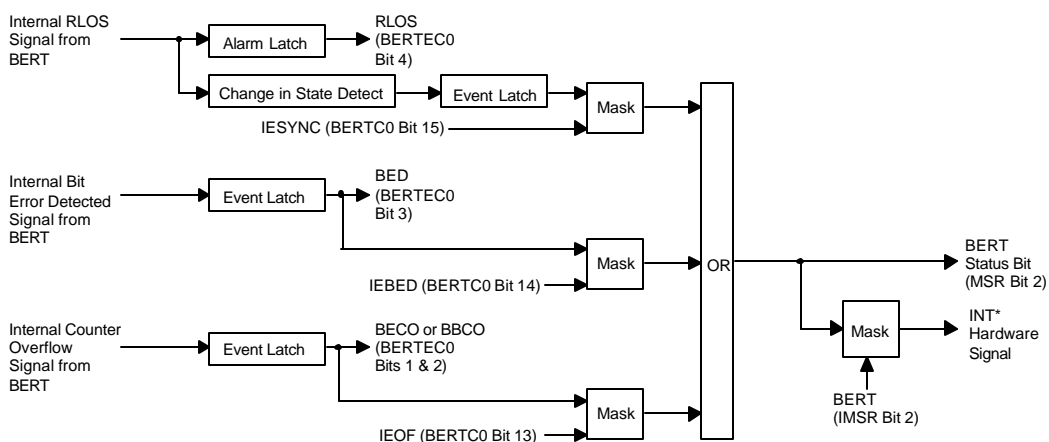 Internal RLOS
Signal from
BERT
Alarm Latch
RLOS
(BERTEC0
Bit 4)
Change in State Detect
Event Latch
Mask
IESYNC (BERTC0 Bit 15)
Internal Bit
Error Detected
Signal from
BERT
Event Latch
BED
(BERTEC0
Bit 3)
Mask
IEBED (BERTC0 Bit 14)
OR
BERT
Status Bit
(MSR Bit 2)
Internal Counter
Overflow
Signal from
BERT
Event Latch
BECO or BBCO
(BERTEC0
Bits 1 & 2)
Mask
IEOF (BERTC0 Bit 13)
Mask
INT*
Hardware
Signal
BERT
(IMSR Bit 2)